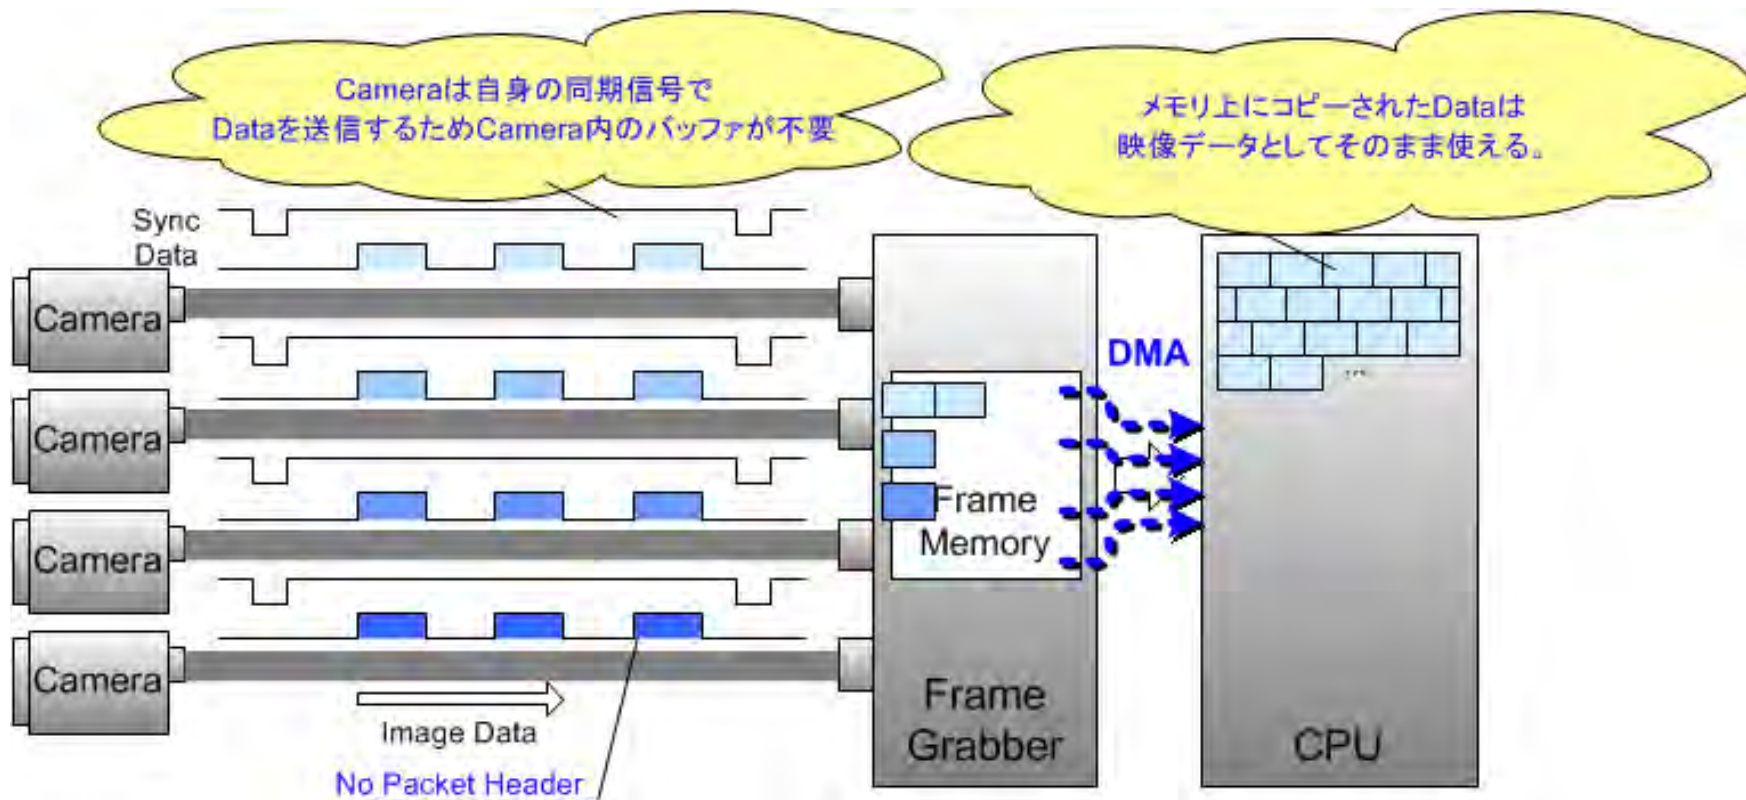 Cameraは自身の同期信号で
Dataを送信するためCamera内のバッファが不要
メモリ上にコピーされたDataは
映像データとしてそのまま使える。
Sync
Data
Camera
Camera
Camera
Camera
Image Data
No Packet Header
Frame
Memory
Frame
Grabber
DMA
...
CPU